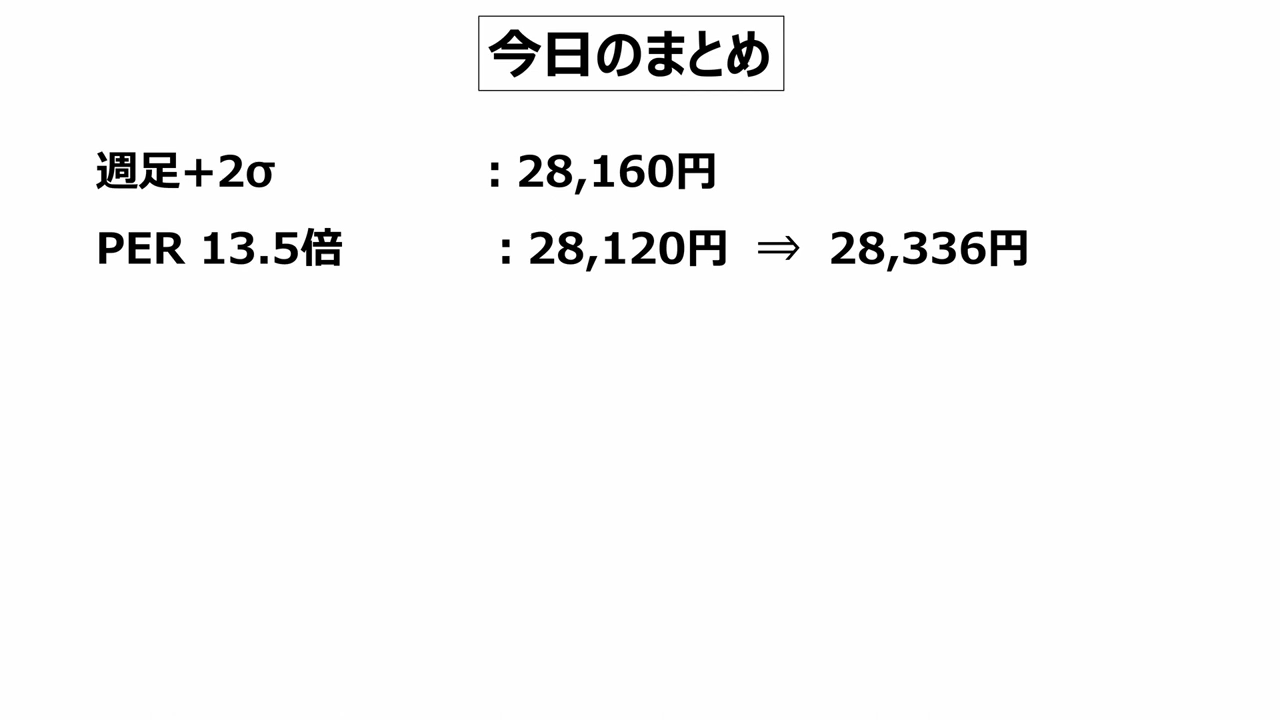 今日のまとめ
週足+2σ : 28,160円
PER 13.5倍 : 28,120円 ⇒ 28,336円